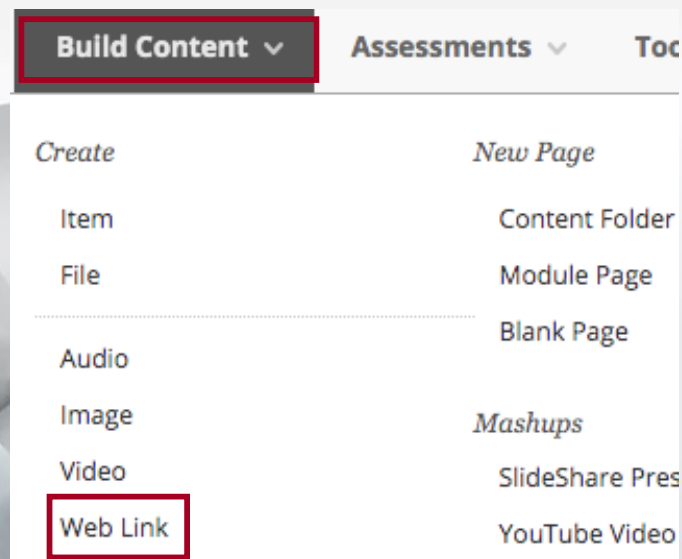 Build Content Assessments
Create
Item
File
Audio
Image
Video
Web Link
New Page
Content Folder
Module Page
Blank Page
Mashups
SlideShare
YouTube Video